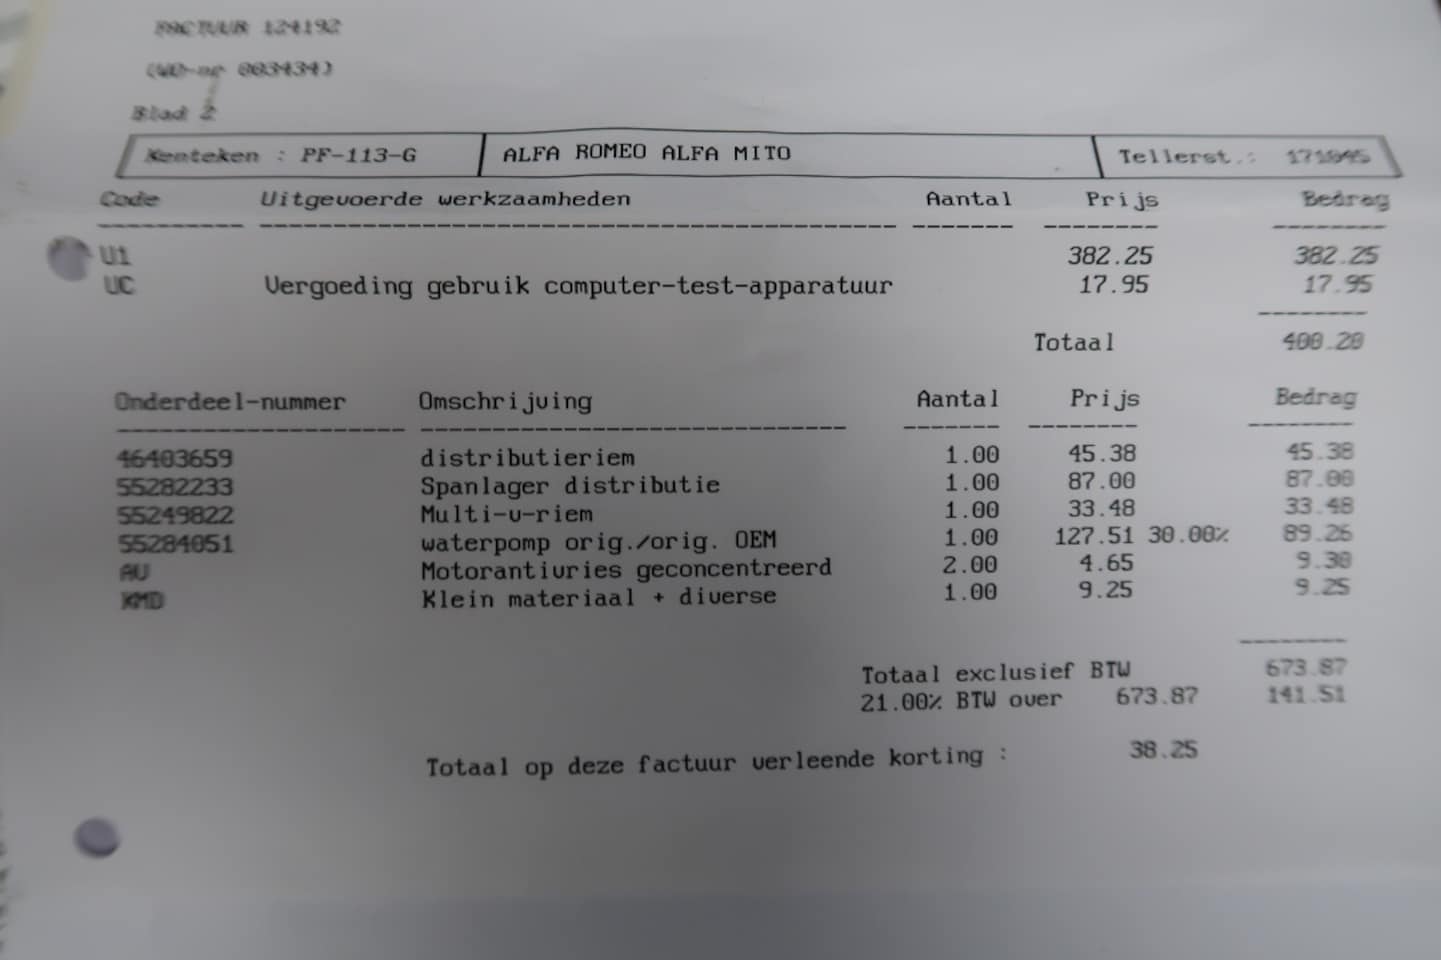 FACTUUR 124192
(WO-nr 003434)
Blad 2
Kenteken : PF-113-G ALFA ROMEO ALFA MITO Tellerst.: 171045
Code Uitgevoerde werkzaamheden Aantal Prijs Bedrag
U1 382.25 382.25
UC Vergoeding gebruik computer-test-apparatuur 17.95 17.95
Totaal 400.20
Onderdeel-nummer Omschrijving Aantal Prijs Bedrag
46403659 distributieriem 1.00 45.38 45.38
55282233 Spanlager distributie 1.00 87.00 87.00
55249822 Multi-v-riem 1.00 33.48 33.48
55284051 waterpomp orig./orig. OEM 1.00 127.51 30.00% 89.26
AV Motorantivries geconcentreerd 2.00 4.65 9.30
KMD Klein materiaal + diverse 1.00 9.25 9.25
Totaal exclusief BTW 673.87
21.00% BTW over 673.87 141.51
Totaal op deze factuur verleende korting : 38.25